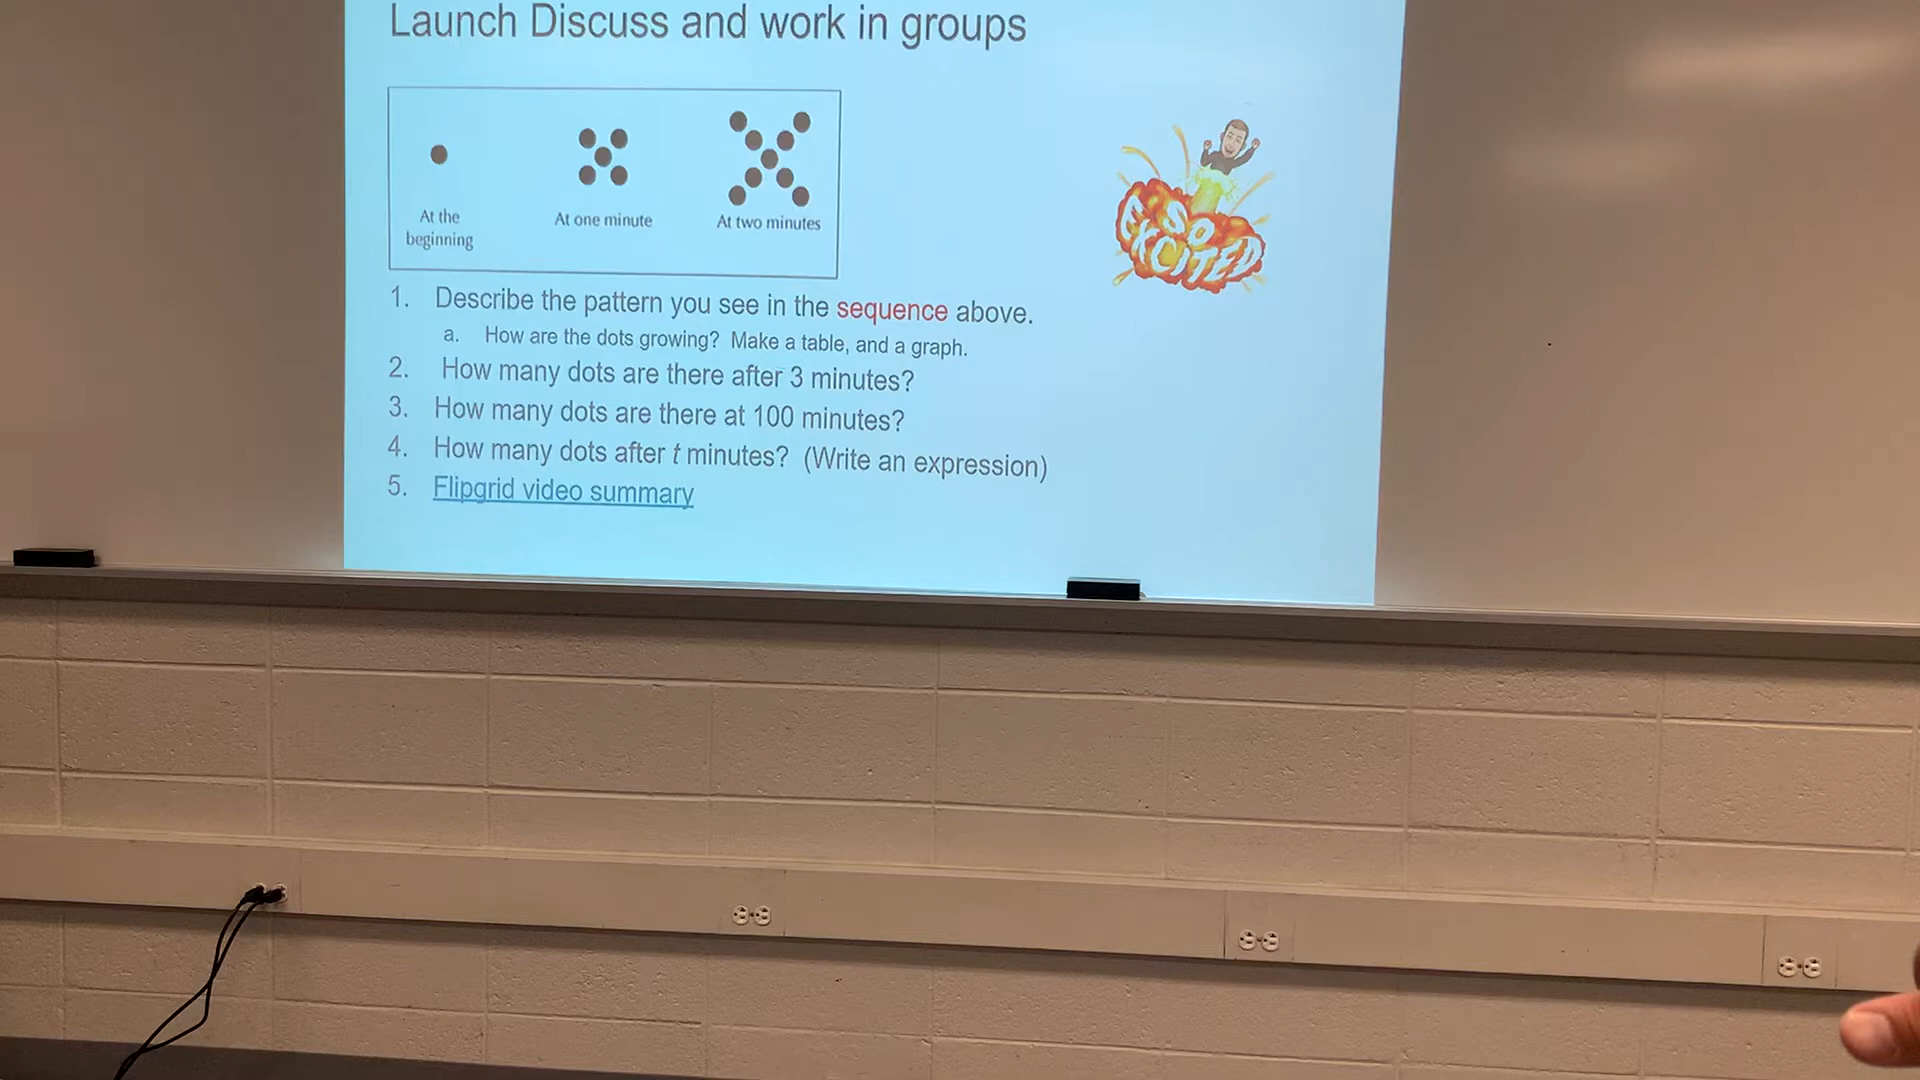 Launch Discuss and work in groups
At the
beginning
At one minute
At two minutes
SO
EXCITED
1. Describe the pattern you see in the sequence above.
a. How are the dots growing? Make a table, and a graph.
2. How many dots are there after 3 minutes?
3. How many dots are there at 100 minutes?
4. How many dots after t minutes? (Write an expression)
5. Flipgrid video summary